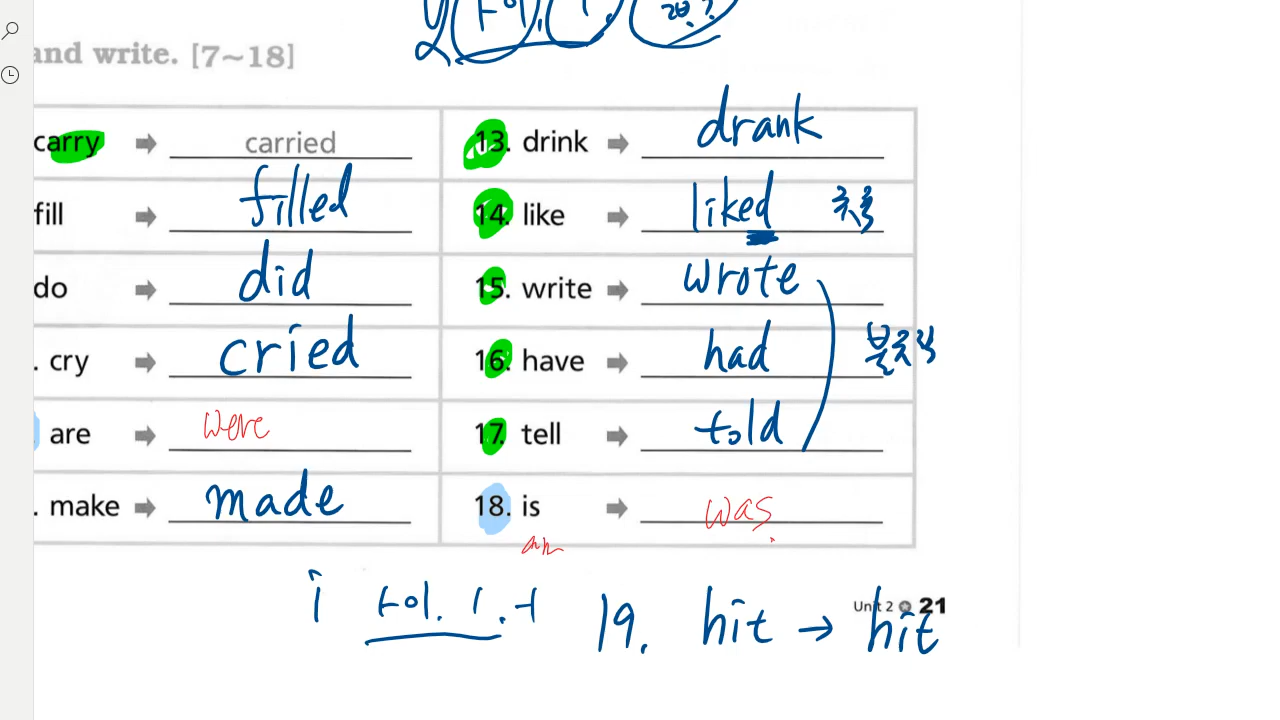 and write. [7~18]
carry ➡ carried
13. drink ➡ drank
fill ➡ filled
14. like ➡ liked 규칙
do ➡ did
15. write ➡ wrote
. cry ➡ cried
16. have ➡ had 불규칙
are ➡ were
17. tell ➡ told
. make ➡ made
18. is ➡ was
am
19. hit → hit
Unit 2 21